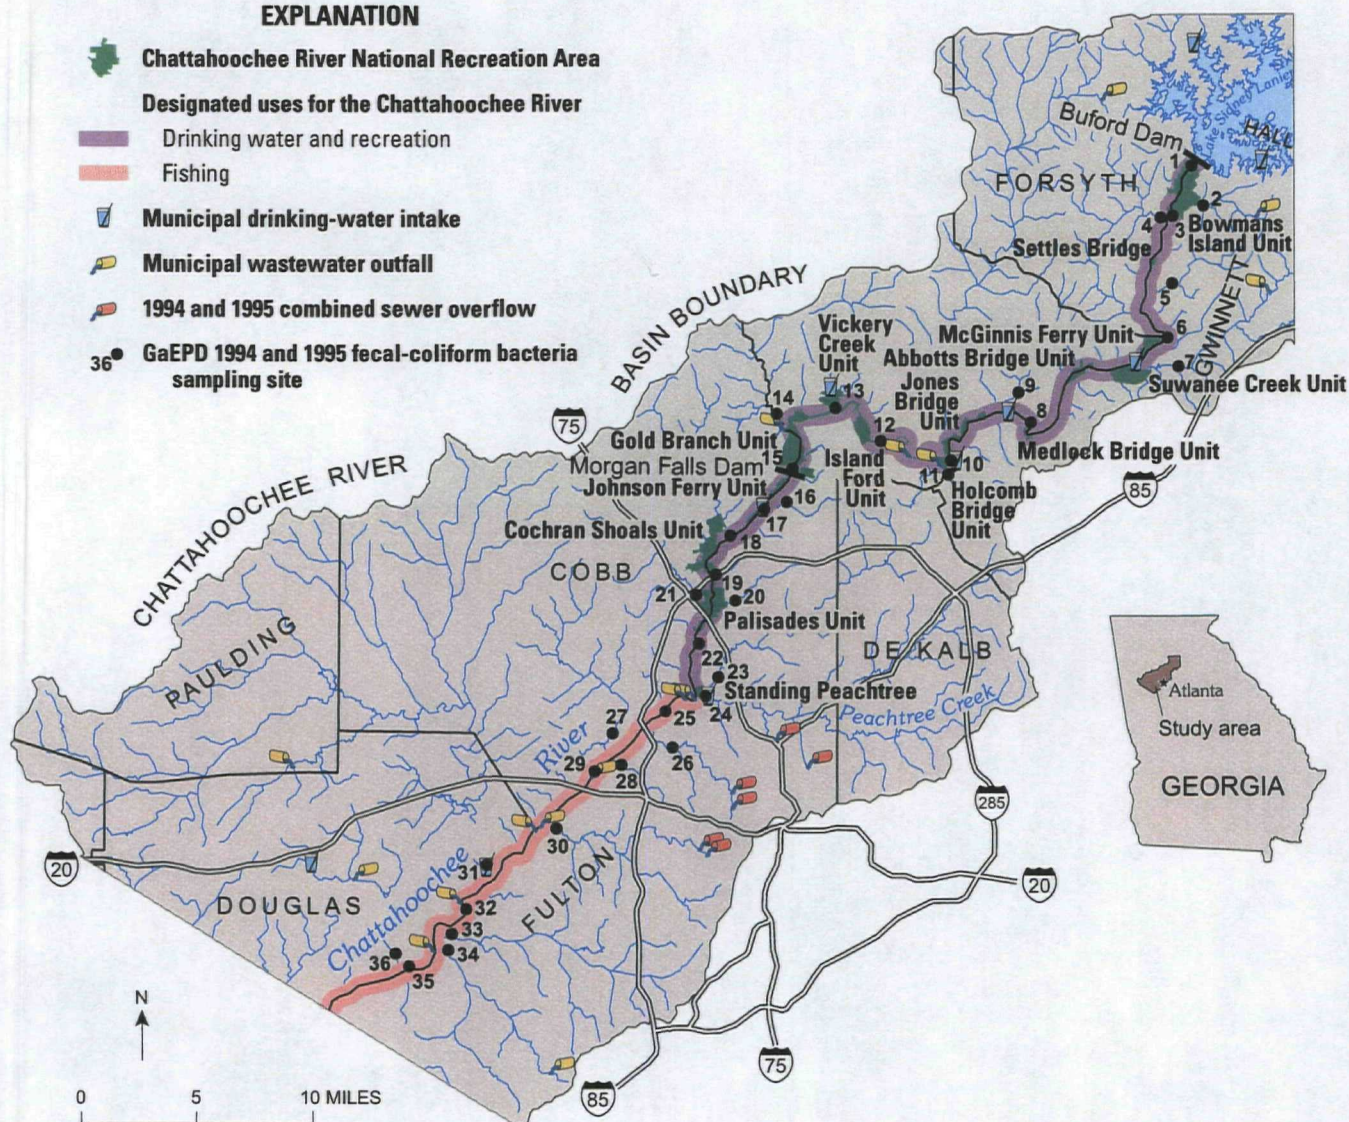 EXPLANATION
Chattahoochee River National Recreation Area
Designated uses for the Chattahoochee River
Drinking water and recreation
Fishing
Municipal drinking-water intake
Municipal wastewater outfall
1994 and 1995 combined sewer overflow
36 GaEPD 1994 and 1995 fecal-coliform bacteria
sampling site
CHATTAHOOCHEE RIVER
BASIN BOUNDARY
Lake Sidney Lanier
HALL
Buford Dam
1
FORSYTH
2
4
3
Bowmans
Island Unit
Settles Bridge
5
GWINNETT
6
McGinnis Ferry Unit
7
Suwanee Creek Unit
Abbotts Bridge Unit
Vickery
Creek
Unit
Jones
Bridge
Unit
9
8
Medlock Bridge Unit
13
14
12
10
11
Holcomb
Bridge
Unit
Island
Ford
Unit
Gold Branch Unit
15
Morgan Falls Dam
Johnson Ferry Unit
16
17
Cochran Shoals Unit
18
75
85
COBB
19
20
21
Palisades Unit
DE KALB
22
23
Standing Peachtree
24
25
Peachtree Creek
26
27
River
29
28
PAULDING
285
30
20
20
31
Chattahoochee
FULTON
DOUGLAS
32
33
34
36
35
75
85
N
0 5 10 MILES
Atlanta
Study area
GEORGIA